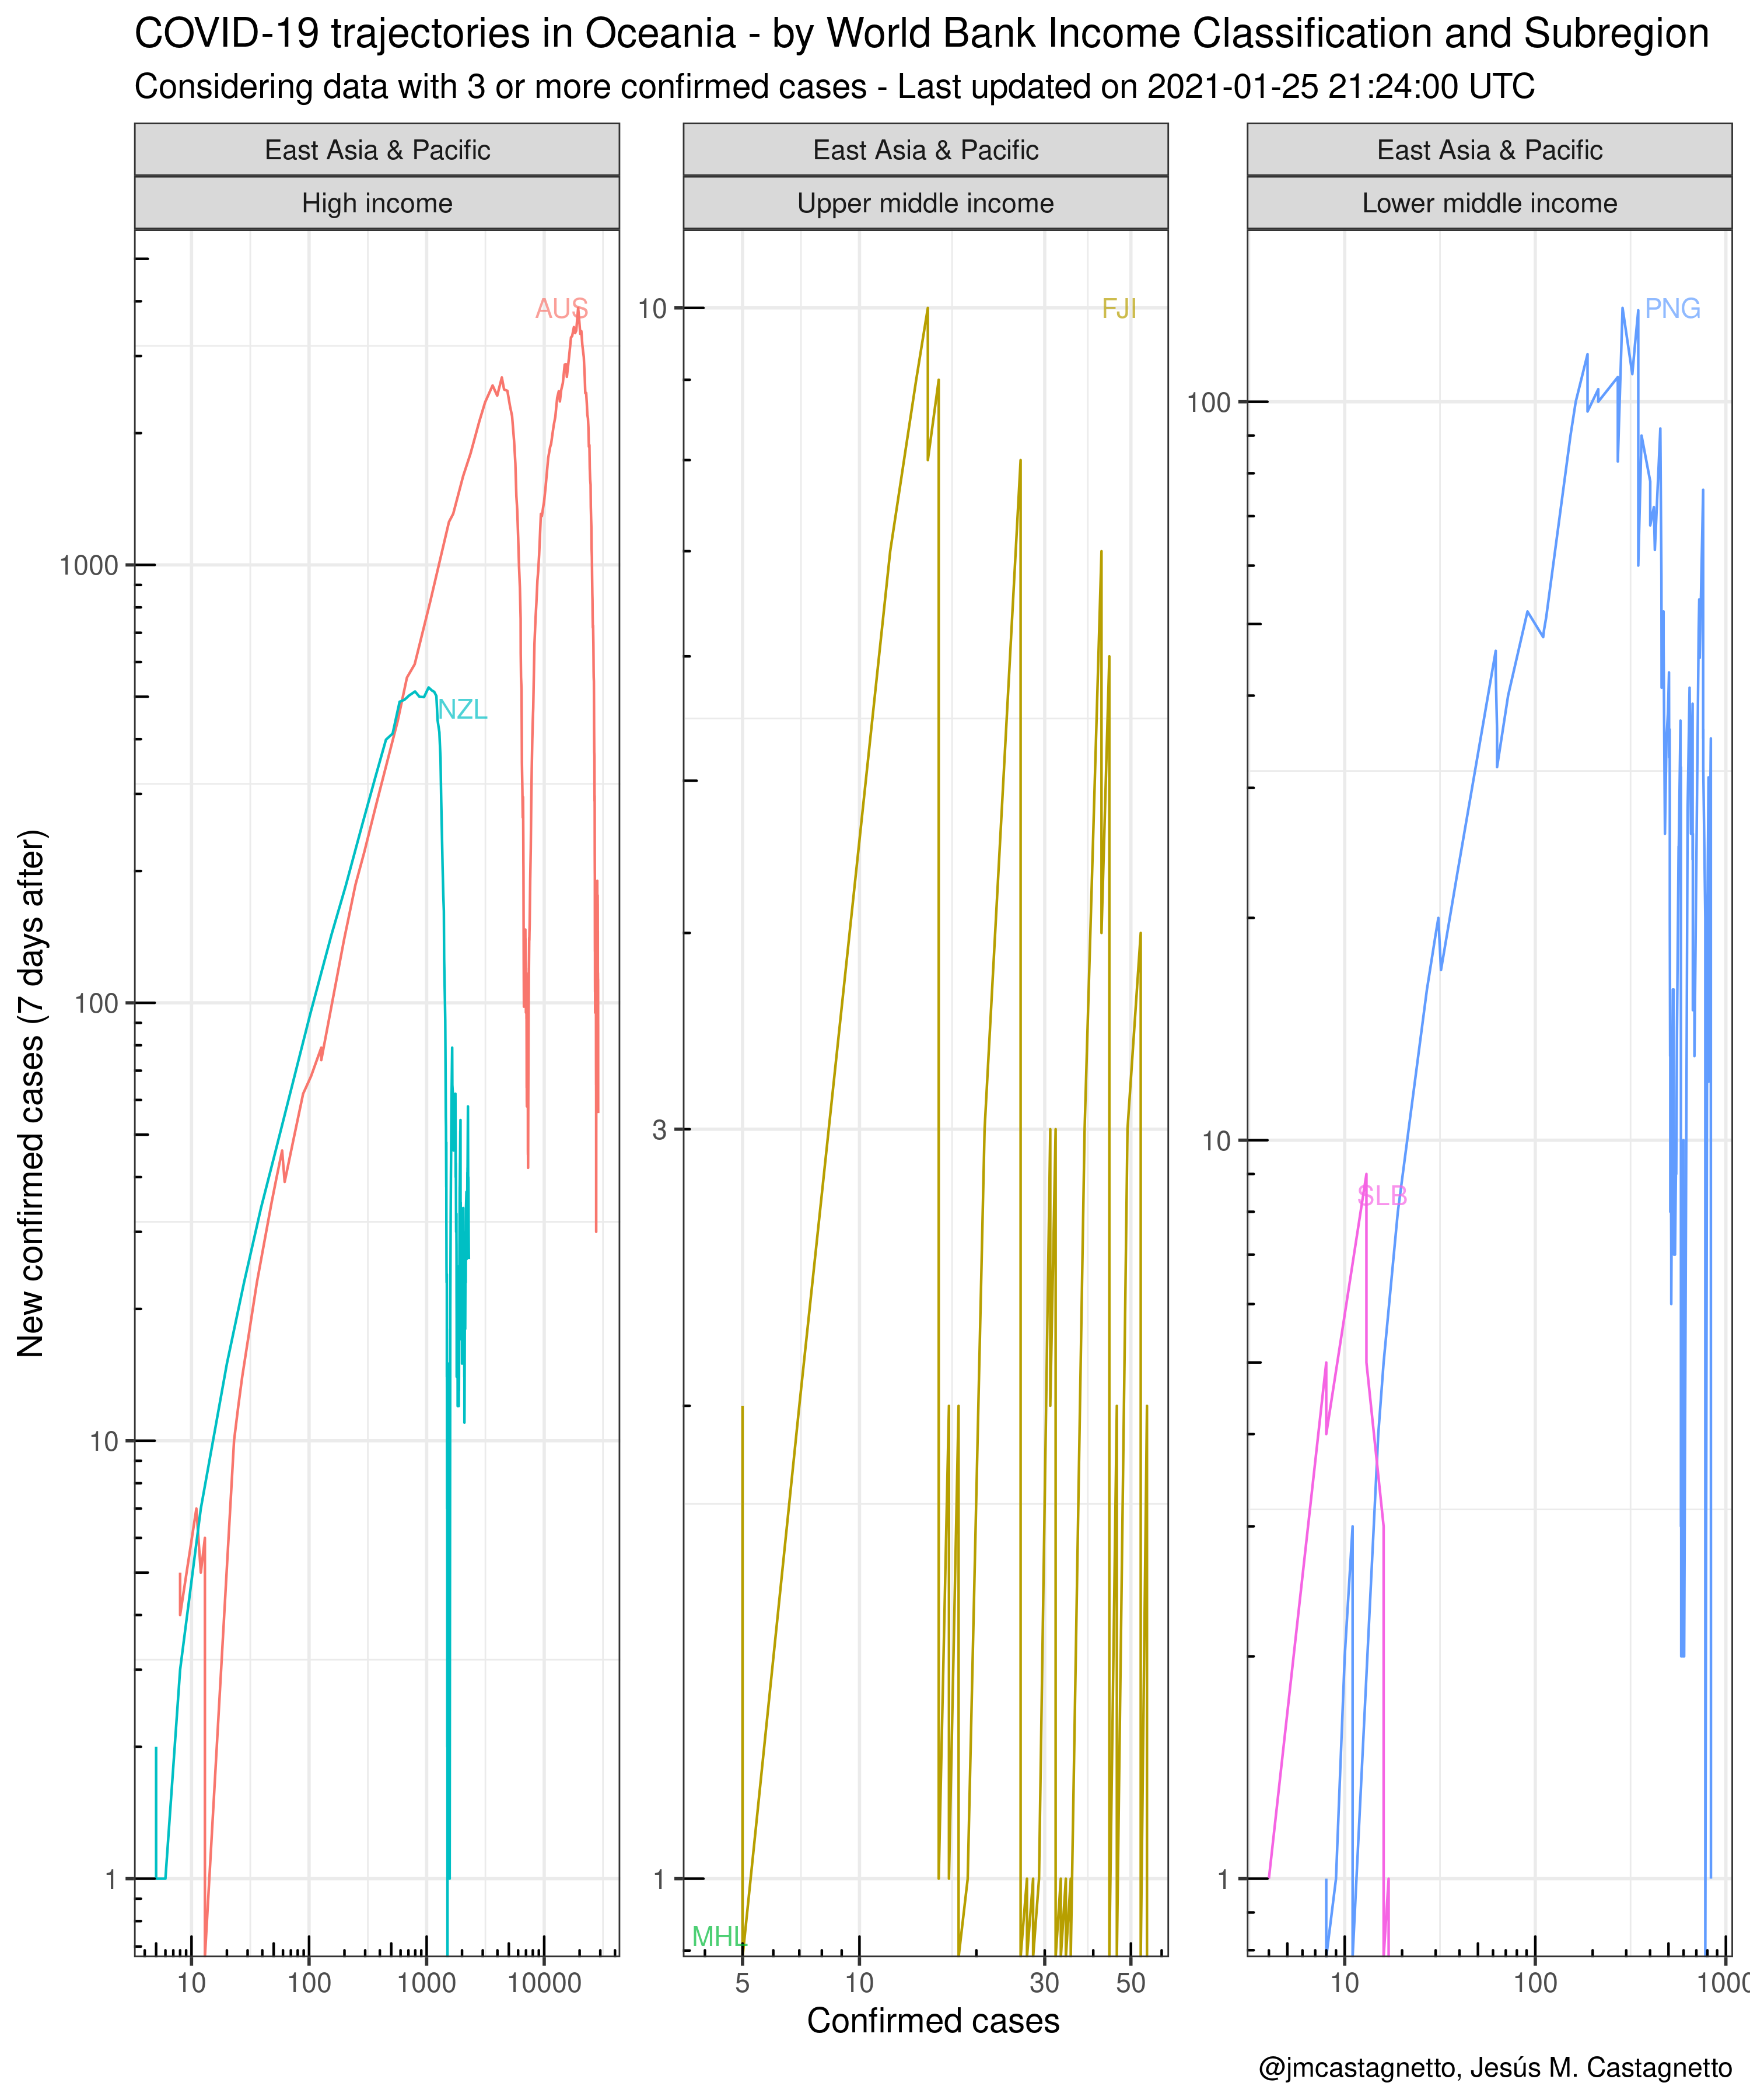 COVID-19 trajectories in Oceania - by World Bank Income Classification and Subregion
Considering data with 3 or more confirmed cases - Last updated on 2021-01-25 21:24:00 UTC
East Asia & Pacific
High income
East Asia & Pacific
Upper middle income
East Asia & Pacific
Lower middle income
New confirmed cases (7 days after)
1000
100
10
1
AUS
NZL
10
100
1000
10000
10
3
1
FJI
MHL
5
10
30
50
100
10
1
PNG
SLB
10
100
1000
Confirmed cases
@jmcastagnetto, Jesús M. Castagnetto